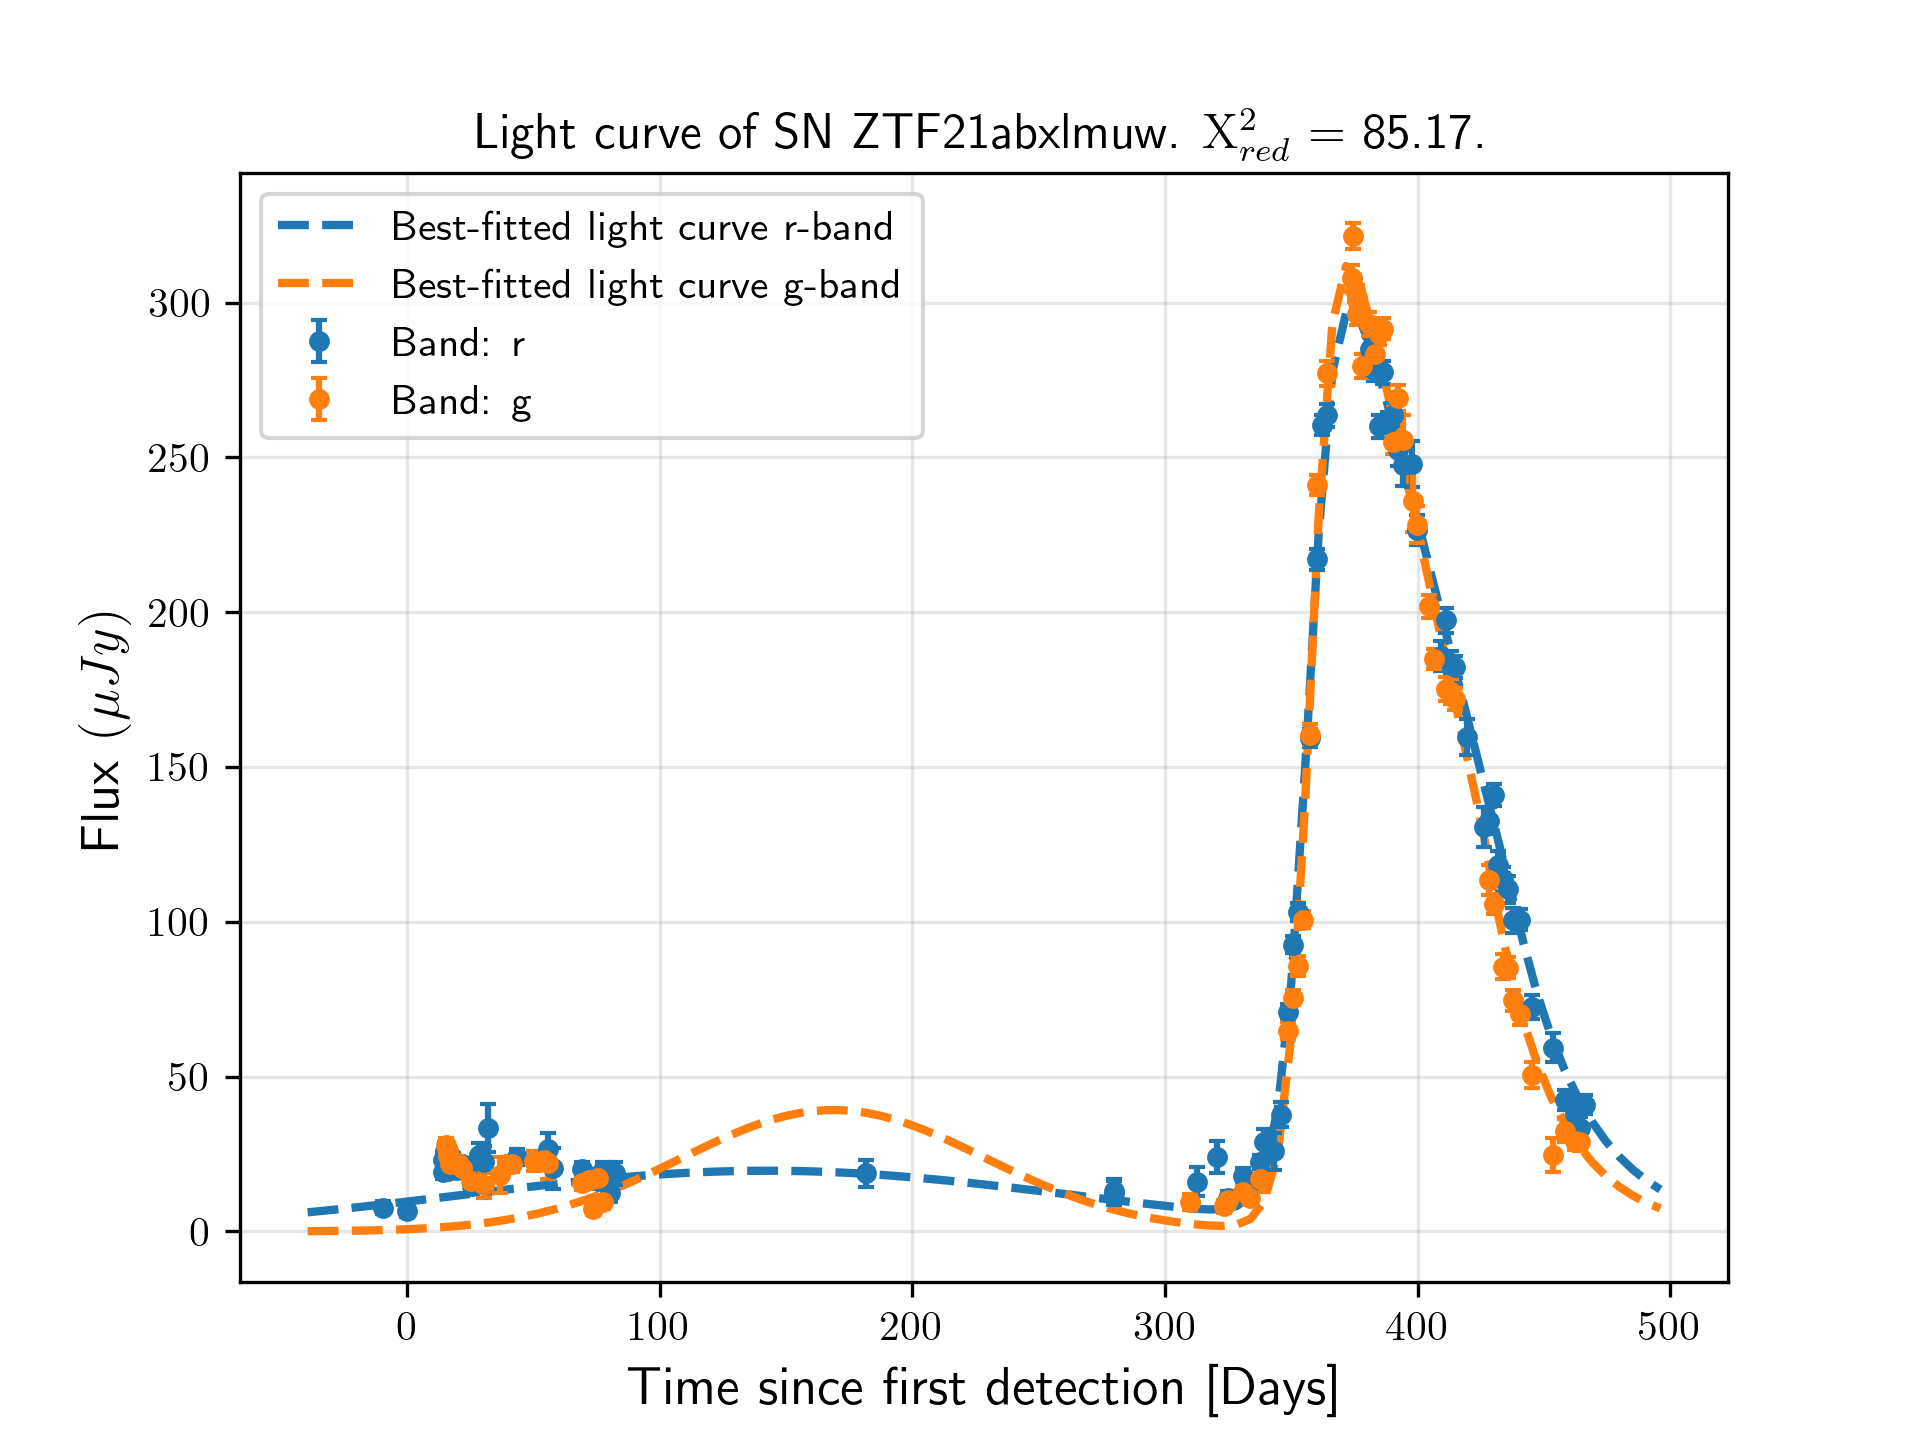 Light curve of SN ZTF21abxlmuw. X²red = 85.17.
Best-fitted light curve r-band
Best-fitted light curve g-band
Band: r
Band: g
Flux (μJy)
300
250
200
150
100
50
0
0 100 200 300 400 500
Time since first detection [Days]